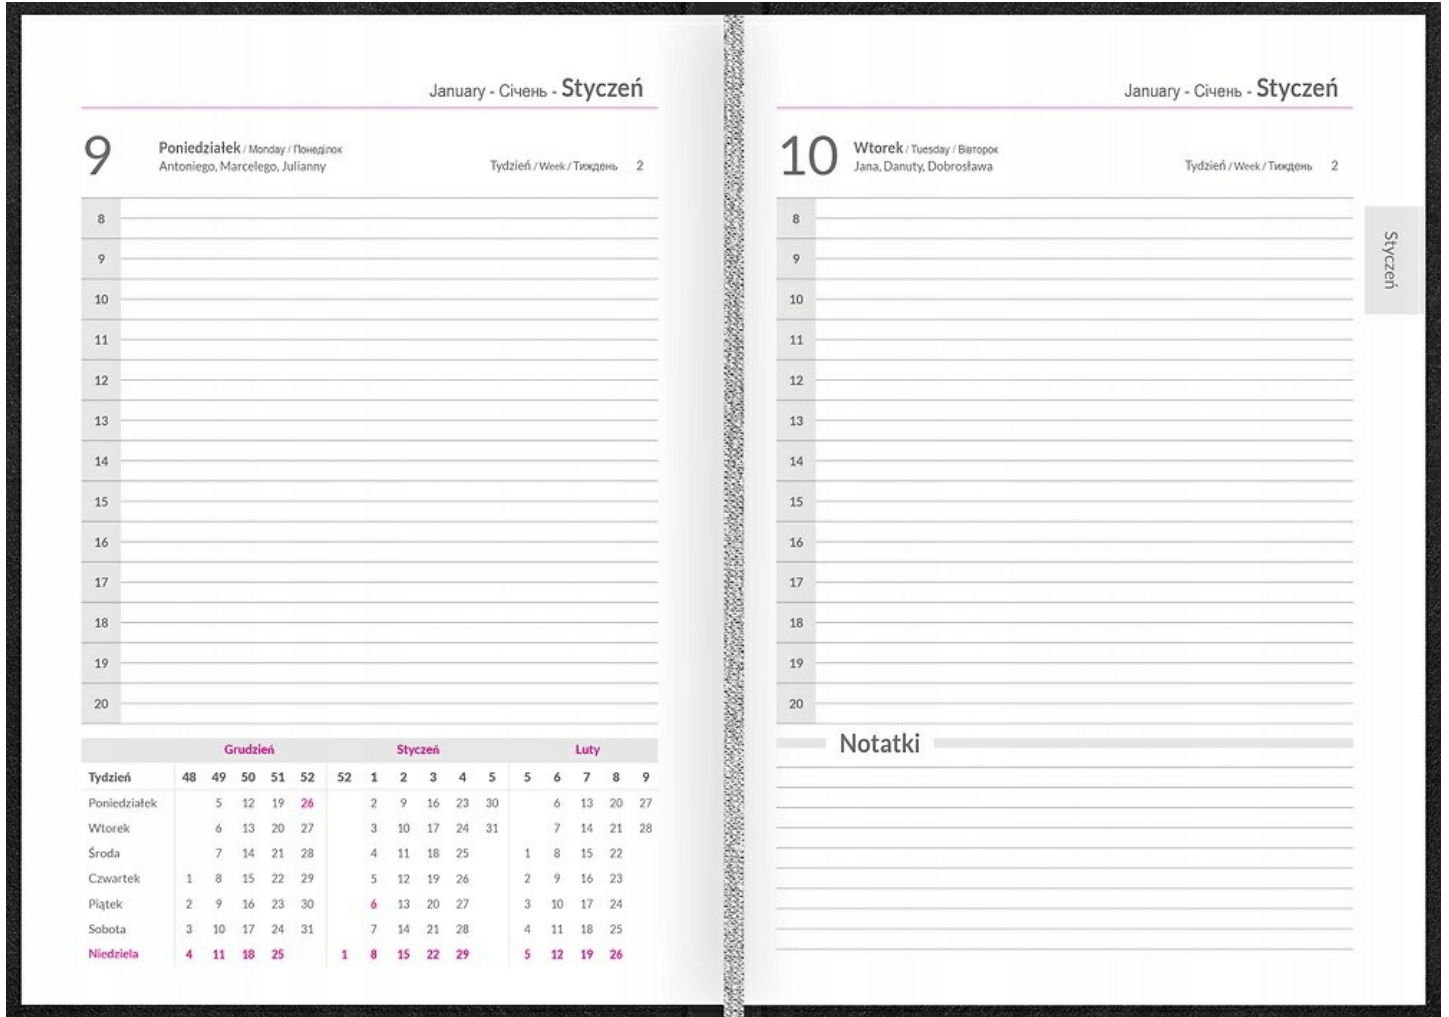 January - Січень - Styczeń
9
Poniedziałek / Monday / Понеділок
Antoniego, Marcelego, Julianny
Tydzień / Week / Тиждень 2
8
9
10
11
12
13
14
15
16
17
18
19
20
Grudzień Styczeń Luty
Tydzień 48 49 50 51 52 52 1 2 3 4 5 5 6 7 8 9
Poniedziałek 5 12 19 26 2 9 16 23 30 6 13 20 27
Wtorek 6 13 20 27 3 10 17 24 31 7 14 21 28
Środa 7 14 21 28 4 11 18 25 1 8 15 22
Czwartek 1 8 15 22 29 5 12 19 26 2 9 16 23
Piątek 2 9 16 23 30 6 13 20 27 3 10 17 24
Sobota 3 10 17 24 31 7 14 21 28 4 11 18 25
Niedziela 4 11 18 25 1 8 15 22 29 5 12 19 26
January - Січень - Styczeń
10
Wtorek / Tuesday / Вівторок
Jana, Danuty, Dobrosława
Tydzień / Week / Тиждень 2
8
9
10
11
12
13
14
15
16
17
18
19
20
Notatki
Styczeń